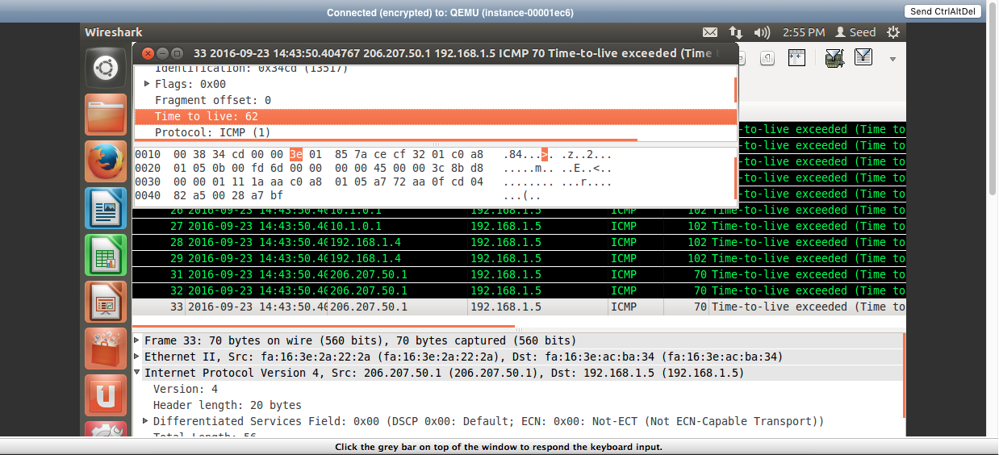 Connected (encrypted) to: QEMU (instance-00001ec6)
Send CtrlAltDel
Wireshark
2:55 PM Seed
33 2016-09-23 14:43:50.404767 206.207.50.1 192.168.1.5 ICMP 70 Time-to-live exceeded (Time t
Identification: 0x34cd (13517)
Flags: 0x00
Fragment offset: 0
Time to live: 62
Protocol: ICMP (1)
0010 00 38 34 cd 00 00 3e 01 85 7a ce cf 32 01 c0 a8 .84...>. .z..2...
0020 01 05 0b 00 fd 6d 00 00 00 00 45 00 00 3c 8b d8 .....m.. ..E..<..
0030 00 00 01 11 1a aa c0 a8 01 05 a7 72 aa 0f cd 04 ........ ...r....
0040 82 a5 00 28 a7 bf ...(..
-to-live exceeded (Time to
-to-live exceeded (Time to
-to-live exceeded (Time to
-to-live exceeded (Time to
-to-live exceeded (Time to
26 2016-09-23 14:43:50.40 10.1.0.1 192.168.1.5 ICMP 102 Time-to-live exceeded (Time to
27 2016-09-23 14:43:50.40 10.1.0.1 192.168.1.5 ICMP 102 Time-to-live exceeded (Time to
28 2016-09-23 14:43:50.40 192.168.1.4 192.168.1.5 ICMP 102 Time-to-live exceeded (Time to
29 2016-09-23 14:43:50.40 192.168.1.4 192.168.1.5 ICMP 102 Time-to-live exceeded (Time to
31 2016-09-23 14:43:50.40 206.207.50.1 192.168.1.5 ICMP 70 Time-to-live exceeded (Time to
32 2016-09-23 14:43:50.40 206.207.50.1 192.168.1.5 ICMP 70 Time-to-live exceeded (Time to
33 2016-09-23 14:43:50.40 206.207.50.1 192.168.1.5 ICMP 70 Time-to-live exceeded (Time to
Frame 33: 70 bytes on wire (560 bits), 70 bytes captured (560 bits)
Ethernet II, Src: fa:16:3e:2a:22:2a (fa:16:3e:2a:22:2a), Dst: fa:16:3e:ac:ba:34 (fa:16:3e:ac:ba:34)
Internet Protocol Version 4, Src: 206.207.50.1 (206.207.50.1), Dst: 192.168.1.5 (192.168.1.5)
Version: 4
Header length: 20 bytes
Differentiated Services Field: 0x00 (DSCP 0x00: Default; ECN: 0x00: Not-ECT (Not ECN-Capable Transport))
Total Length: 56
Click the grey bar on top of the window to respond the keyboard input.